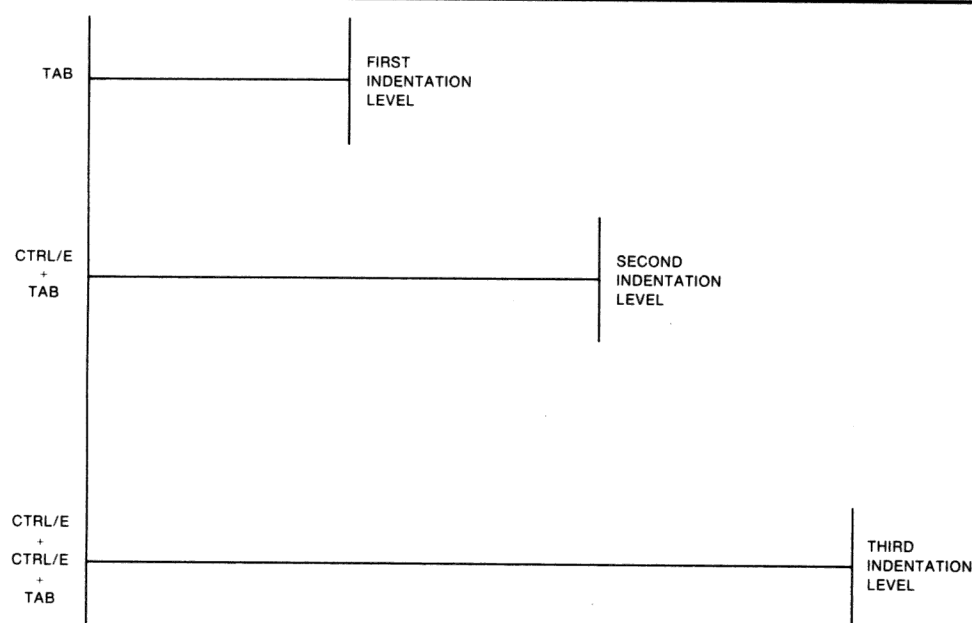 TAB
FIRST
INDENTATION
LEVEL
CTRL/E
+
TAB
SECOND
INDENTATION
LEVEL
CTRL/E
+
CTRL/E
+
TAB
THIRD
INDENTATION
LEVEL